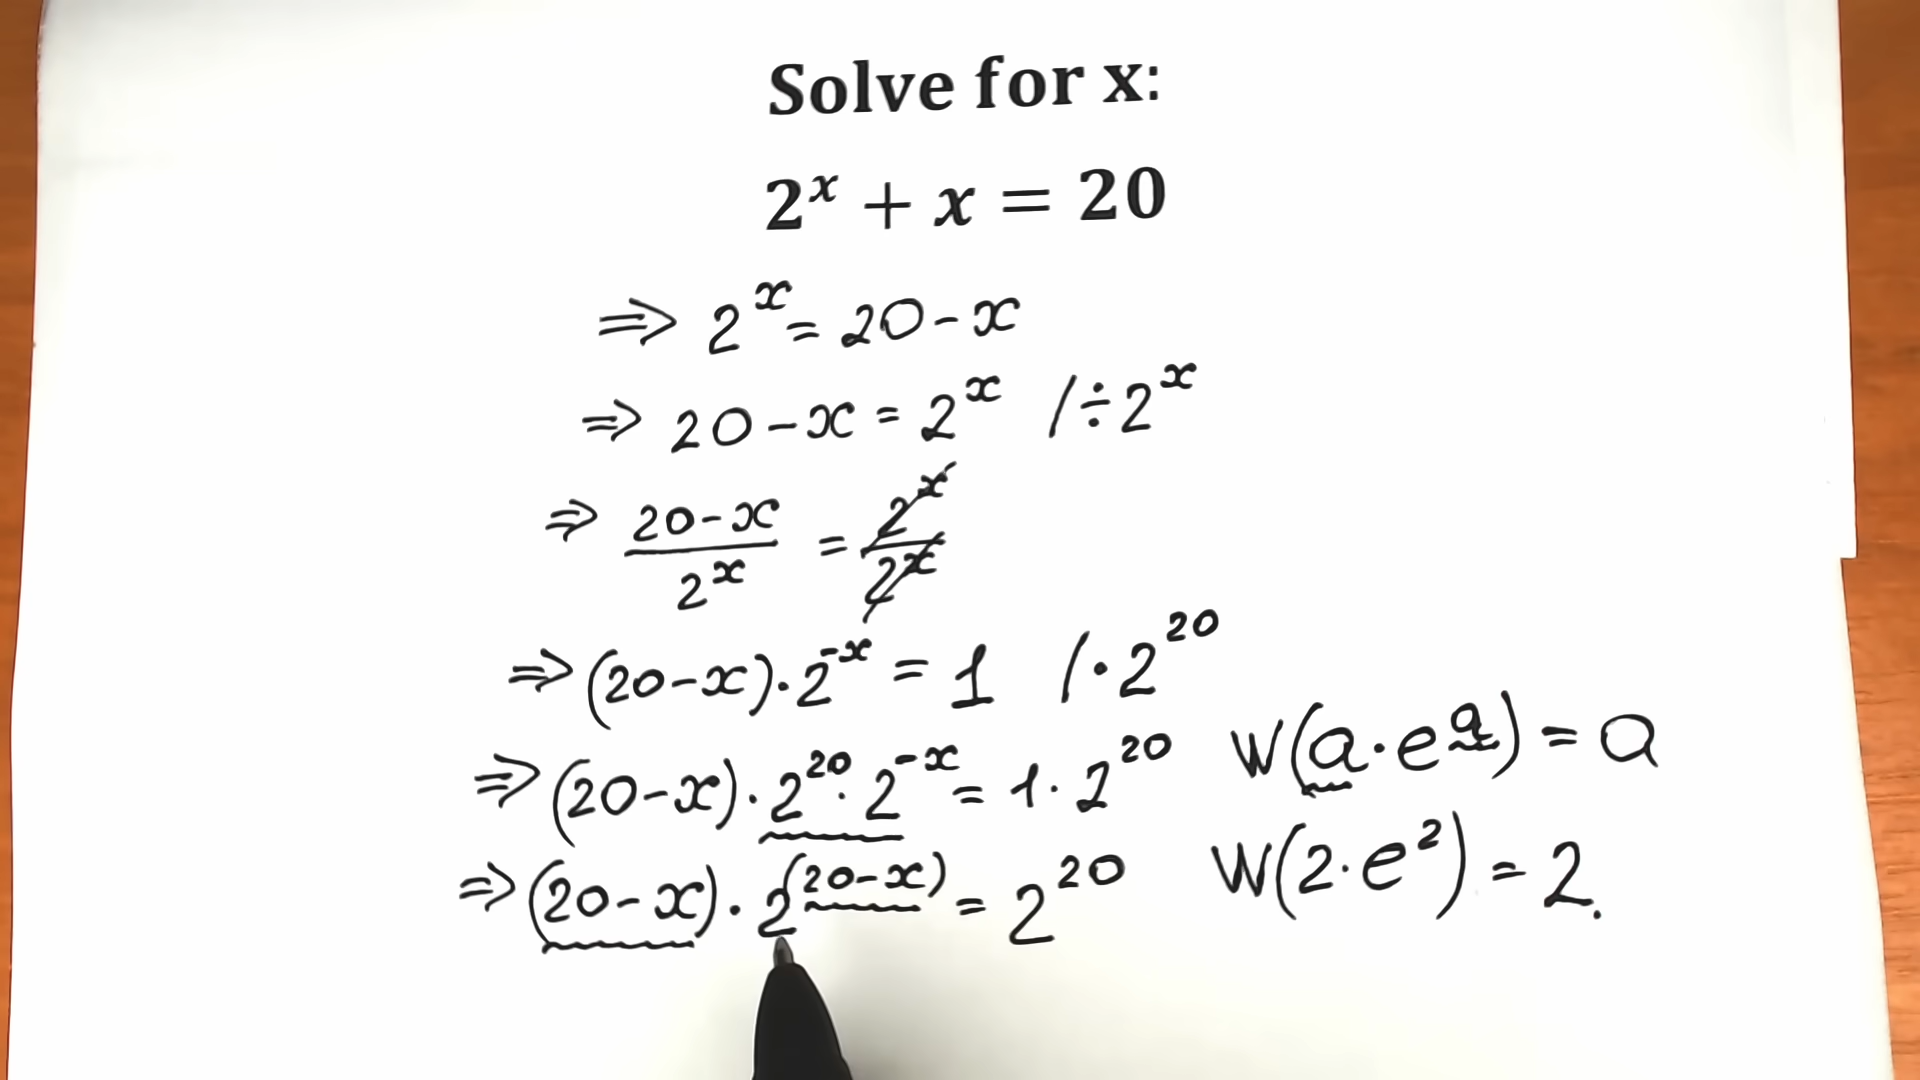 Solve for x:
2^x + x = 20
⇒ 2^x = 20 - x
⇒ 20 - x = 2^x / ÷ 2^x
⇒ (20 - x)/(2^x) = (2^x)/(2^x)
⇒ (20 - x) · 2^-x = 1 / · 2^20
⇒ (20 - x) · 2^20 · 2^-x = 1 · 2^20
W(a · e^a) = a
⇒ (20 - x) · 2^(20 - x) = 2^20
W(2 · e^2) = 2.